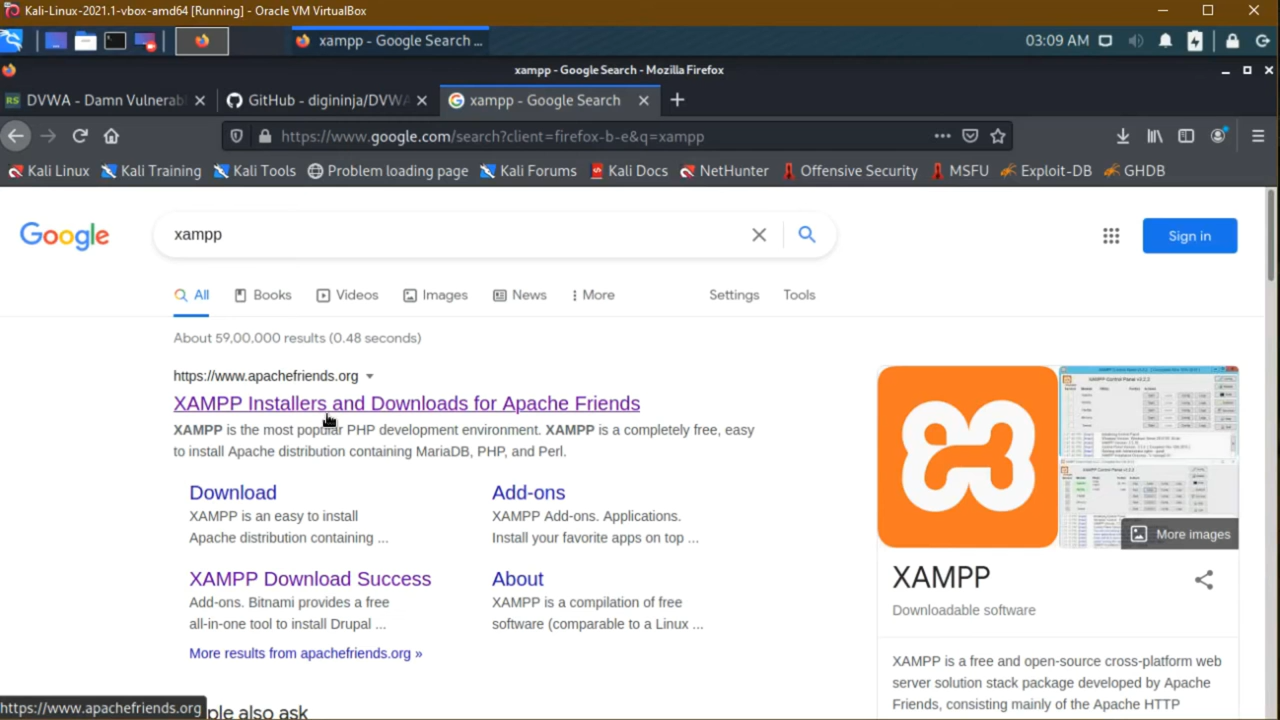 Kali-Linux-2021.1-vbox-amd64 [Running] - Oracle VM VirtualBox
xampp - Google Search ...
03:09 AM
xampp - Google Search - Mozilla Firefox
DVWA - Damn Vulnerabl
GitHub - digininja/DVWA
xampp - Google Search
https://www.google.com/search?client=firefox-b-e&q=xampp
Kali Linux
Kali Training
Kali Tools
Problem loading page
Kali Forums
Kali Docs
NetHunter
Offensive Security
MSFU
Exploit-DB
GHDB
Google
xampp
Sign in
All
Books
Videos
Images
News
More
Settings
Tools
About 59,00,000 results (0.48 seconds)
https://www.apachefriends.org
XAMPP Installers and Downloads for Apache Friends
XAMPP is the most popular PHP development environment. XAMPP is a completely free, easy
to install Apache distribution containing MariaDB, PHP, and Perl.
Download
XAMPP is an easy to install
Apache distribution containing ...
Add-ons
XAMPP Add-ons. Applications.
Install your favorite apps on top ...
XAMPP Download Success
Add-ons. Bitnami provides a free
all-in-one tool to install Drupal ...
About
XAMPP is a compilation of free
software (comparable to a Linux ...
More results from apachefriends.org »
More images
XAMPP
Downloadable software
XAMPP is a free and open-source cross-platform web
server solution stack package developed by Apache
Friends, consisting mainly of the Apache HTTP
https://www.apachefriends.org
ple also ask